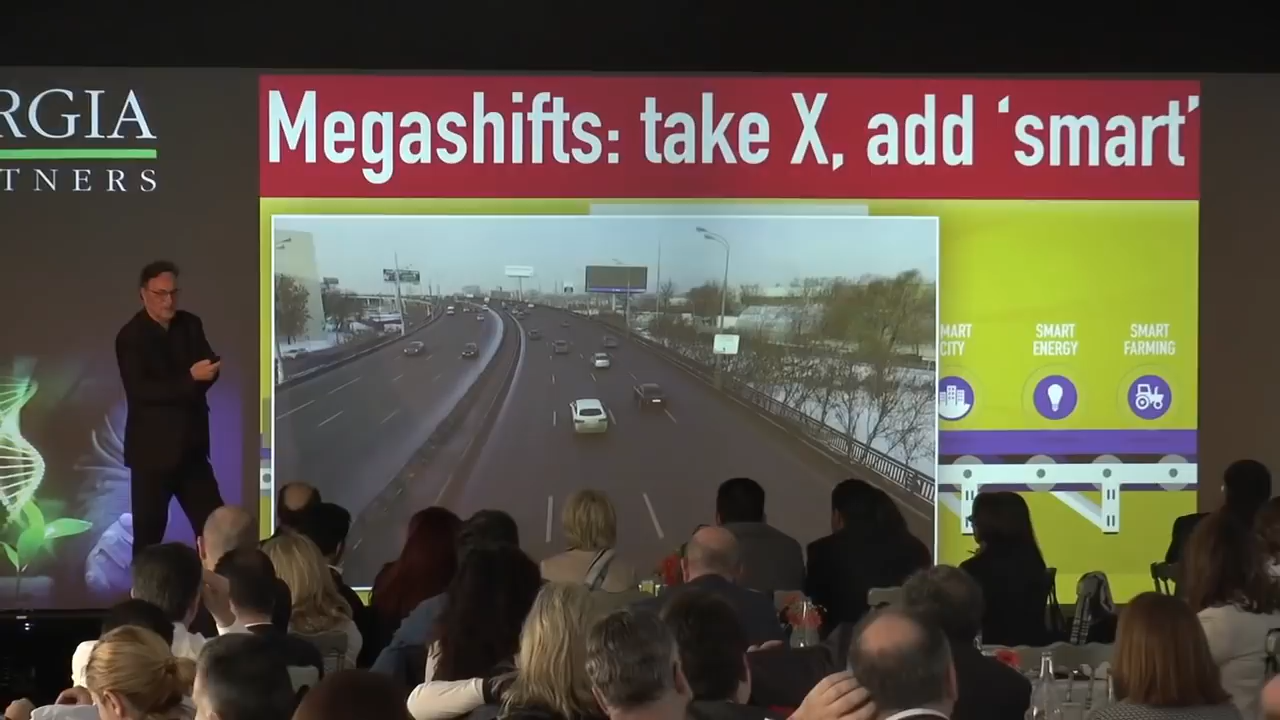 RGIA
TNERS
Megashifts: take X, add ‘smart’
MART
CITY
SMART
ENERGY
SMART
FARMING